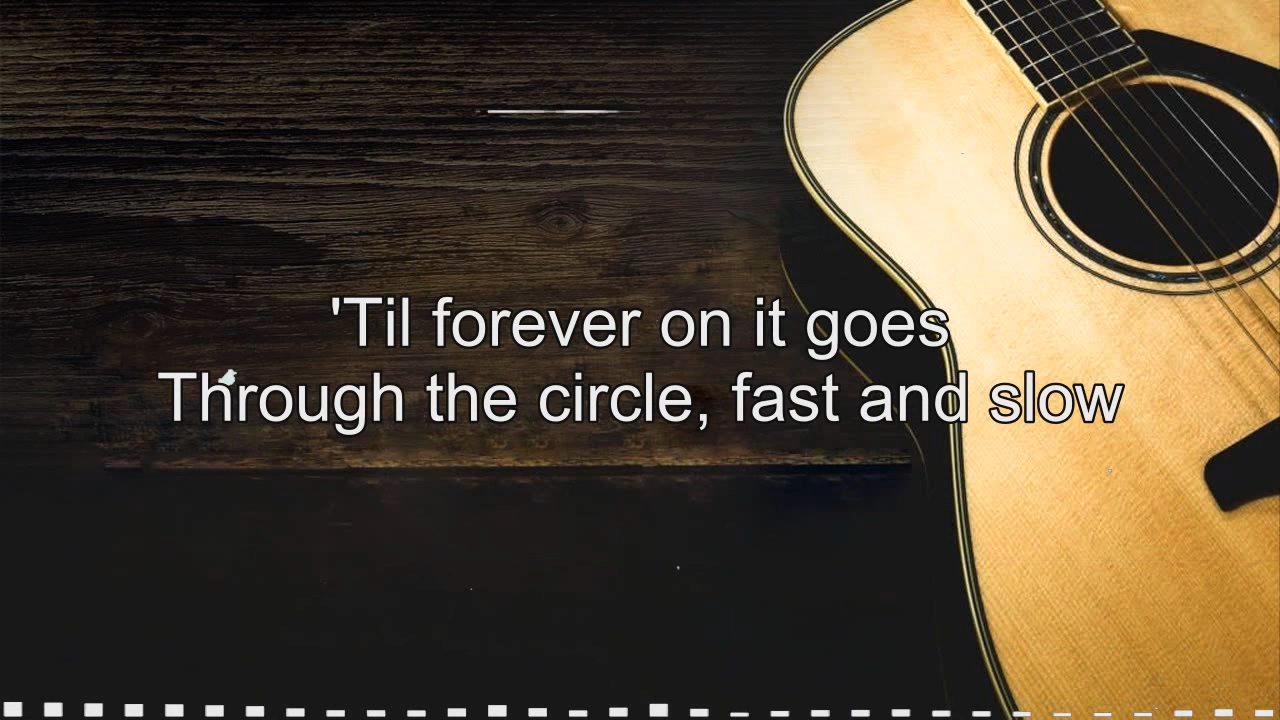 'Til forever on it goes
Through the circle, fast and slow